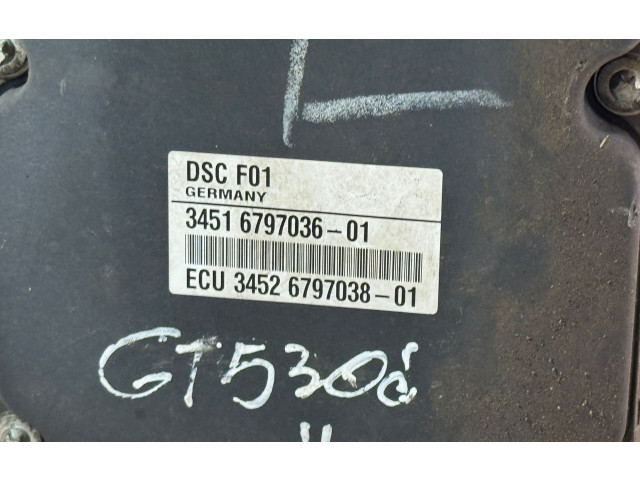 DSC F01
GERMANY
3451 6797036-01
ECU 3452 6797038-01
GT530d